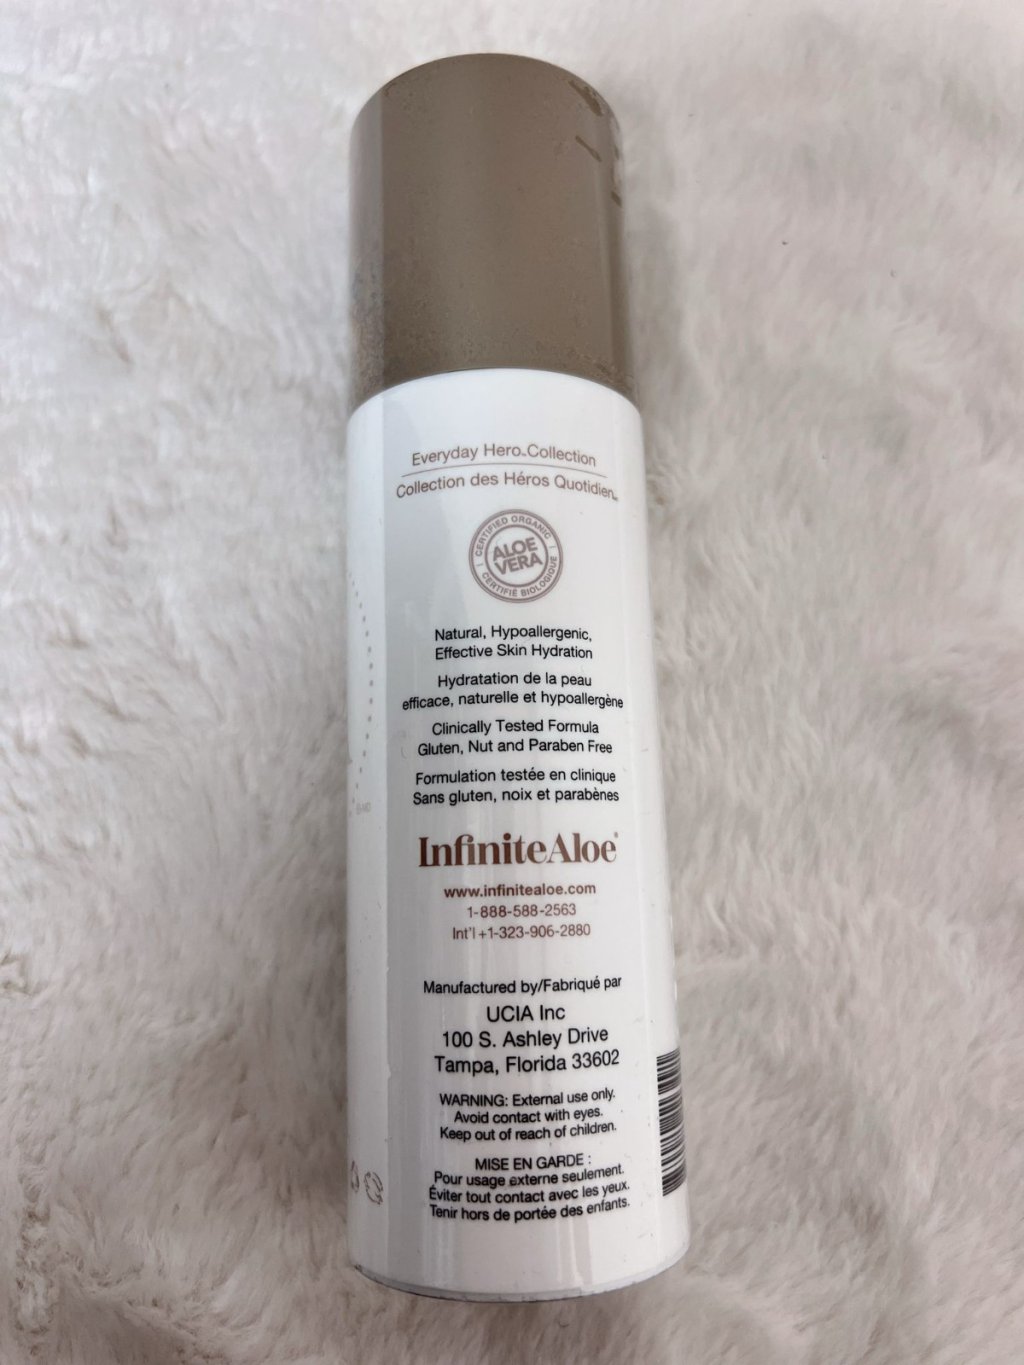 Everyday Hero™ Collection
Collection des Héros Quotidien™
CERTIFIED ORGANIC
ALOE
VERA
CERTIFIÉ BIOLOGIQUE
Natural, Hypoallergenic,
Effective Skin Hydration
Hydratation de la peau
efficace, naturelle et hypoallergène
Clinically Tested Formula
Gluten, Nut and Paraben Free
Formulation testée en clinique
Sans gluten, noix et parabènes
InfiniteAloe®
www.infinitealoe.com
1-888-588-2563
Int'l +1-323-906-2880
Manufactured by/Fabriqué par
UCIA Inc
100 S. Ashley Drive
Tampa, Florida 33602
WARNING: External use only.
Avoid contact with eyes.
Keep out of reach of children.
MISE EN GARDE :
Pour usage externe seulement.
Éviter tout contact avec les yeux.
Tenir hors de portée des enfants.